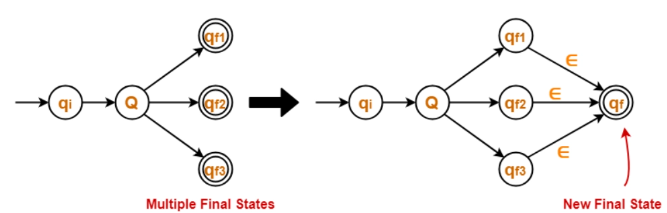 qf1
qf1
∈
qi
Q
qf2
qi
Q
qf2
∈
qf
qf3
qf3
∈
Multiple Final States
New Final State